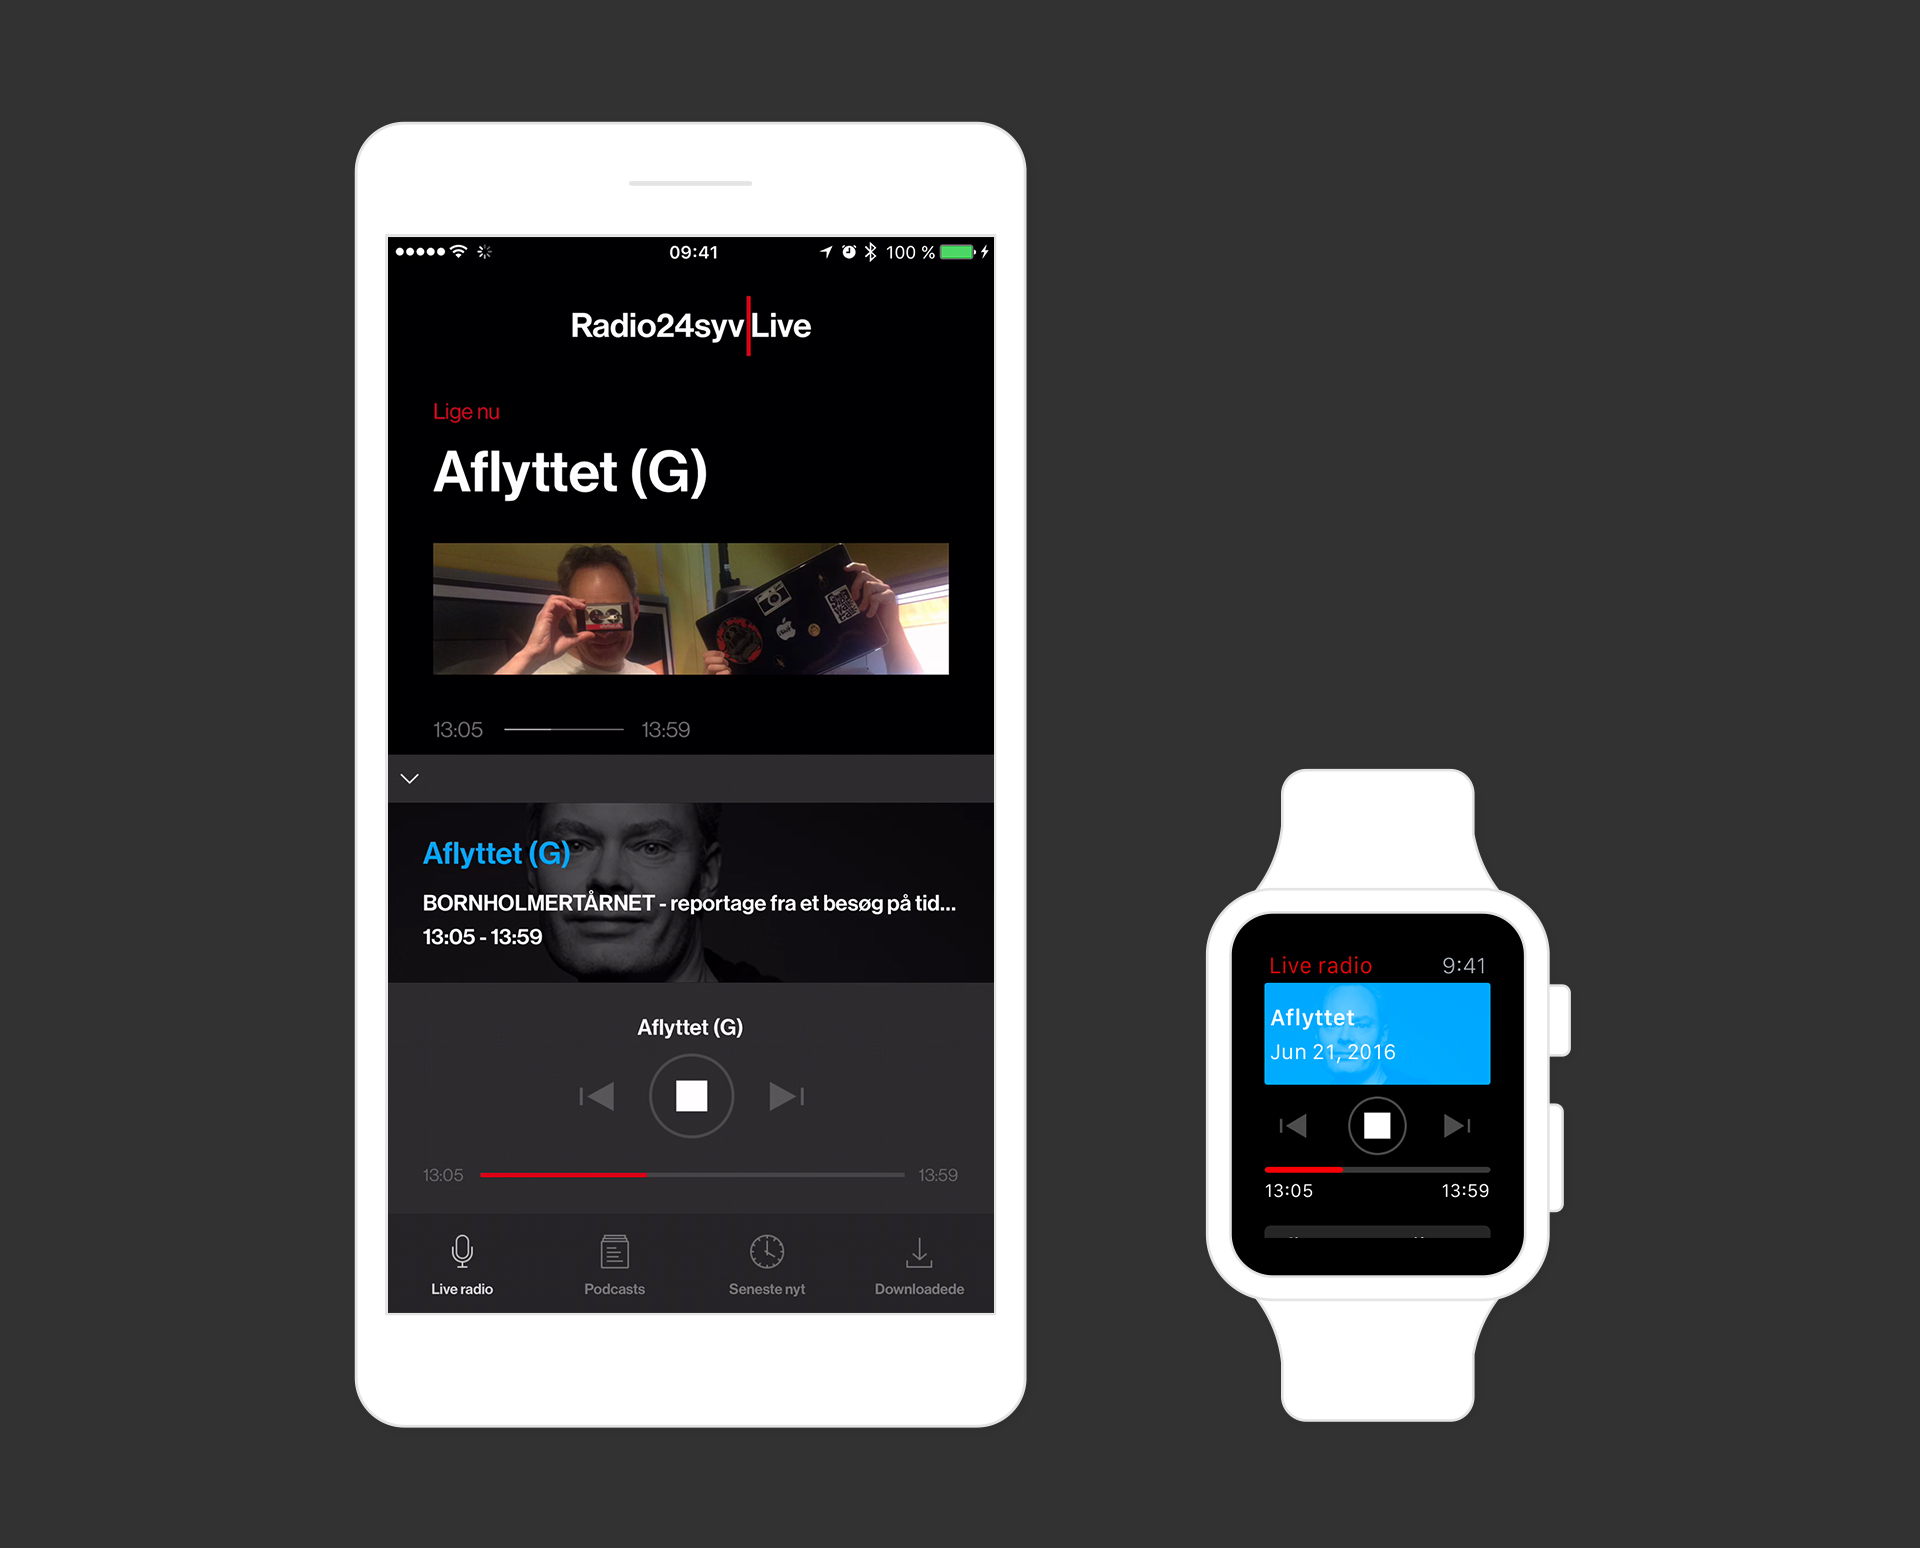 09:41
100 %
Radio24syv Live
Lige nu
Aflyttet (G)
13:05
13:59
Aflyttet (G)
BORNHOLMERTÅRNET - reportage fra et besøg på tid...
13:05 - 13:59
Aflyttet (G)
13:05
13:59
Live radio
Podcasts
Seneste nyt
Downloadede
Live radio
9:41
Aflyttet
Jun 21, 2016
13:05
13:59